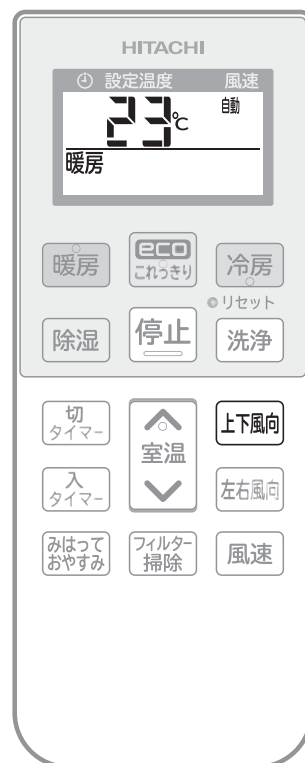 HITACHI
設定温度 風速
23℃ 自動
暖房
暖房 eco これっきり 冷房
リセット
除湿 停止 洗浄
切タイマー 室温 上下風向
入タイマー 左右風向
みはっておやすみ フィルター掃除 風速